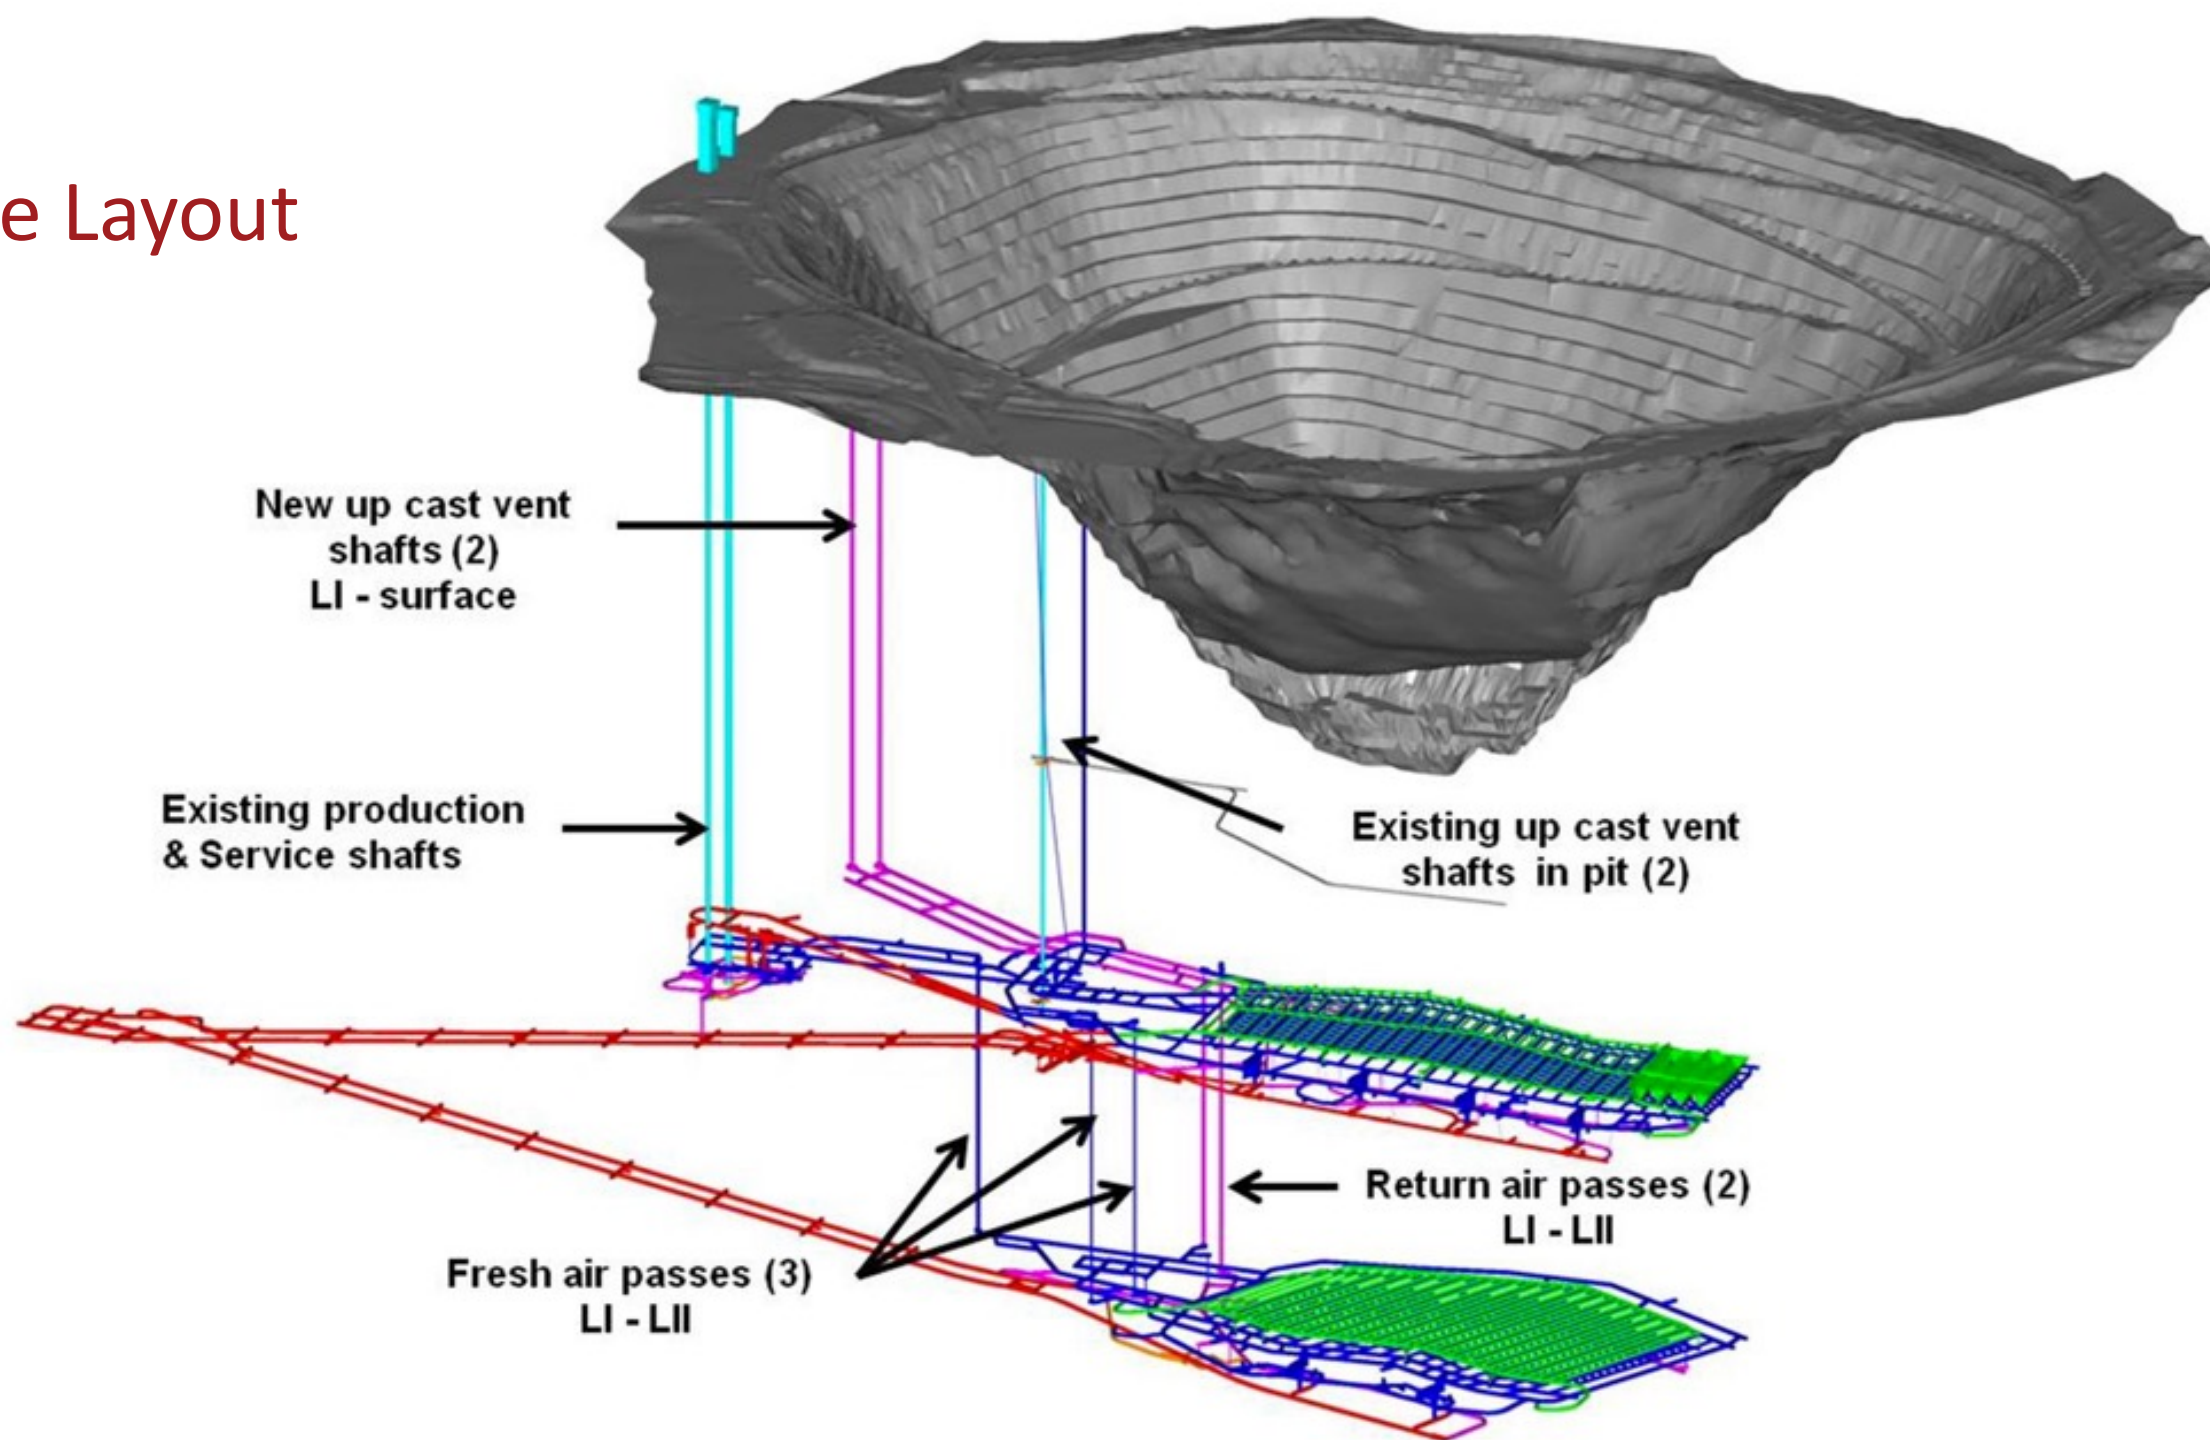 e Layout
New up cast vent
shafts (2)
LI - surface
Existing production
& Service shafts
Existing up cast vent
shafts in pit (2)
Return air passes (2)
LI - LII
Fresh air passes (3)
LI - LII